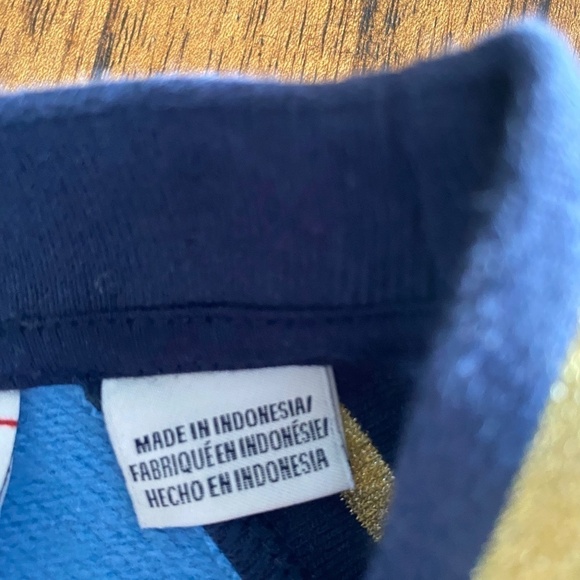 MADE IN INDONESIA/
FABRIQUÉ EN INDONÉSIE/
HECHO EN INDONESIA